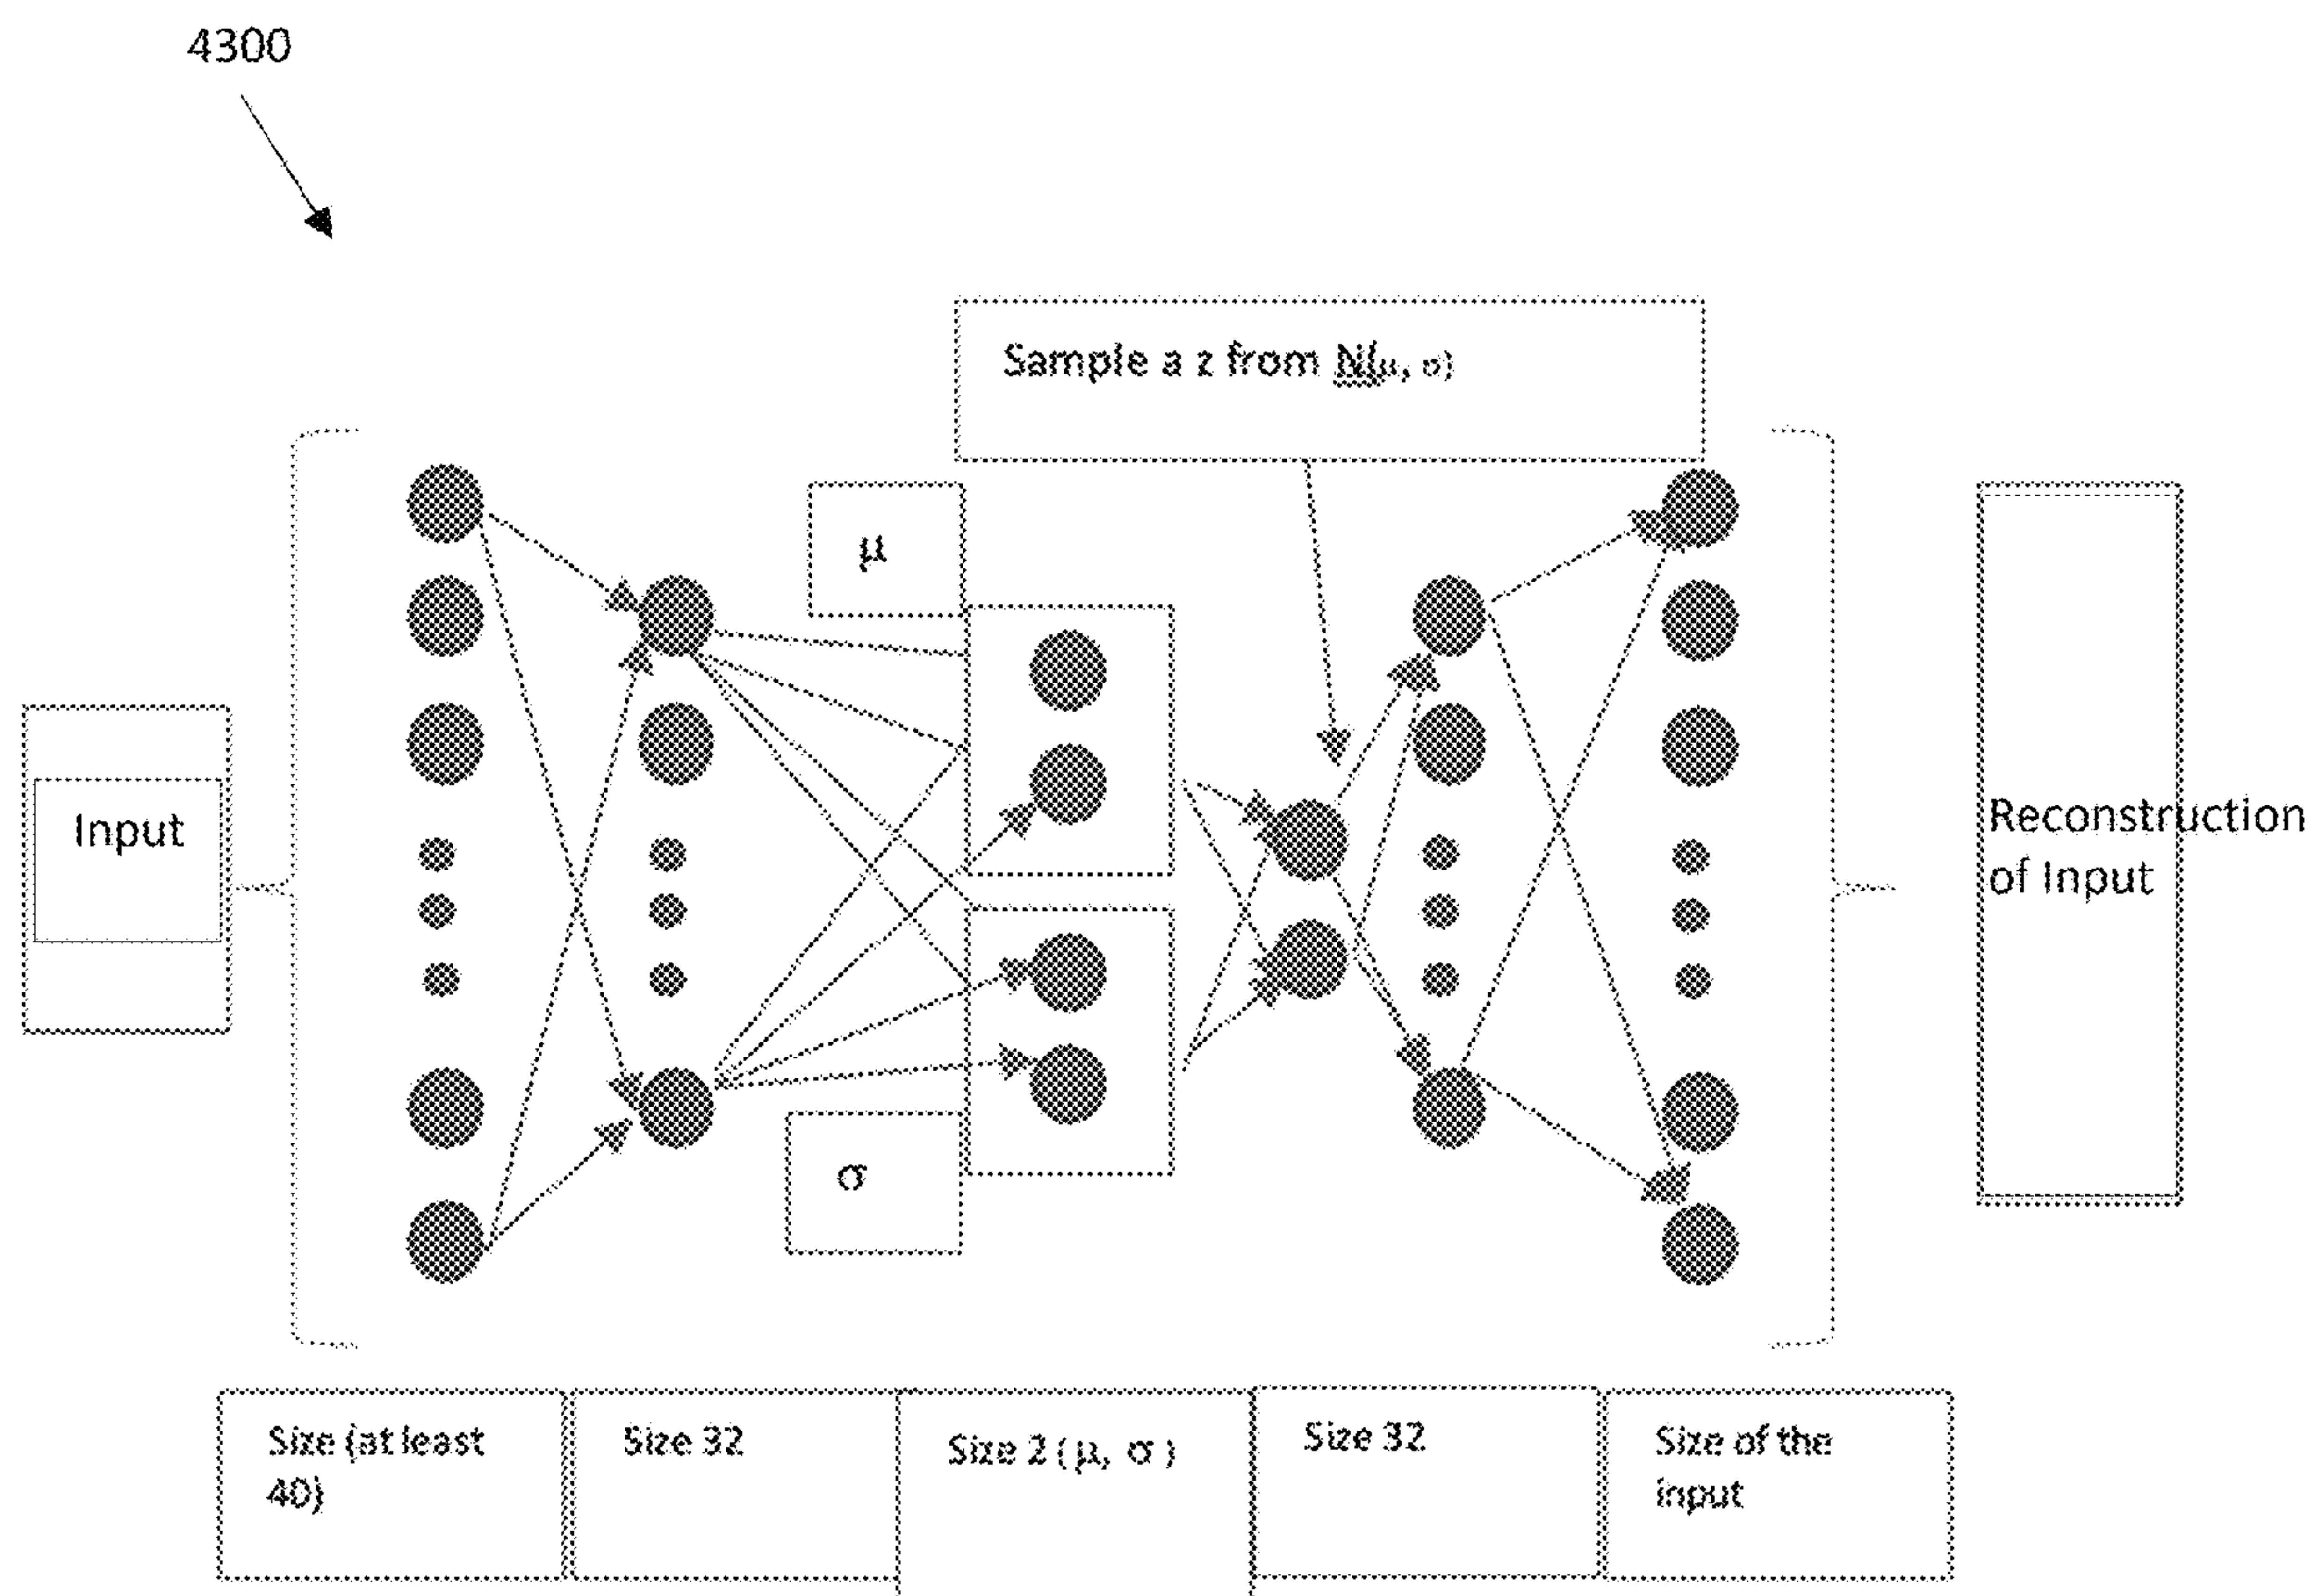 4300
Sample a z from N(μ, σ)
μ
Input
Reconstruction
of Input
σ
Size (at least
40)
Size 32
Size 2 (μ, σ)
Size 32
Size of the
input